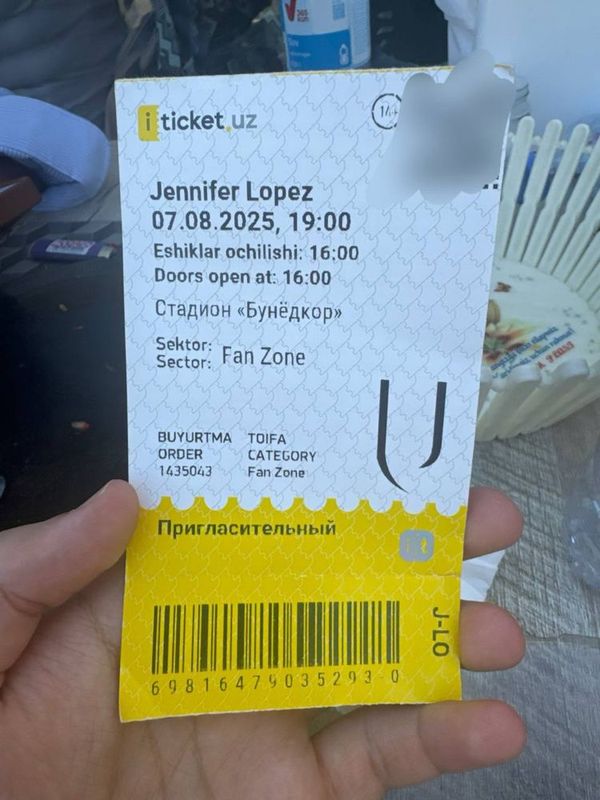 iticket.uz
Jennifer Lopez
07.08.2025, 19:00
Eshiklar ochilishi: 16:00
Doors open at: 16:00
Стадион «Бунёдкор»
Sektor:
Sector: Fan Zone
BUYURTMA TOIFA
ORDER CATEGORY
1435043 Fan Zone
Пригласительный
J-LO
69816479035293-0